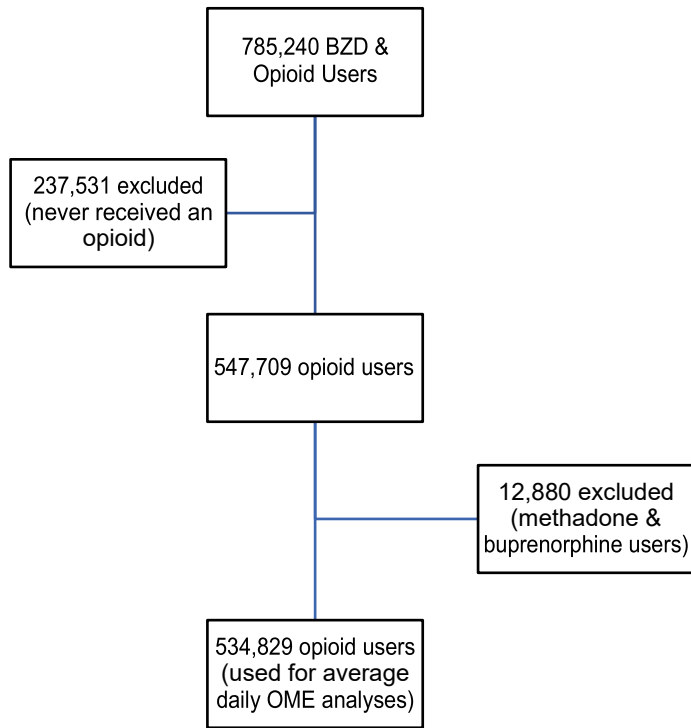 785,240 BZD &
Opioid Users
237,531 excluded
(never received an
opioid)
547,709 opioid users
12,880 excluded
(methadone &
buprenorphine users)
534,829 opioid users
(used for average
daily OME analyses)